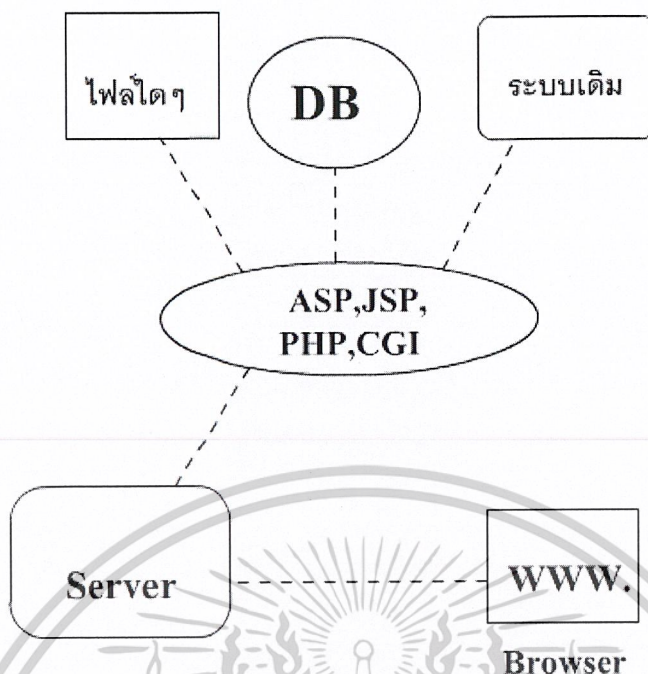 ไฟล์ใด ๆ
DB
ระบบเดิม
ASP,JSP,
PHP,CGI
Server
WWW.
Browser